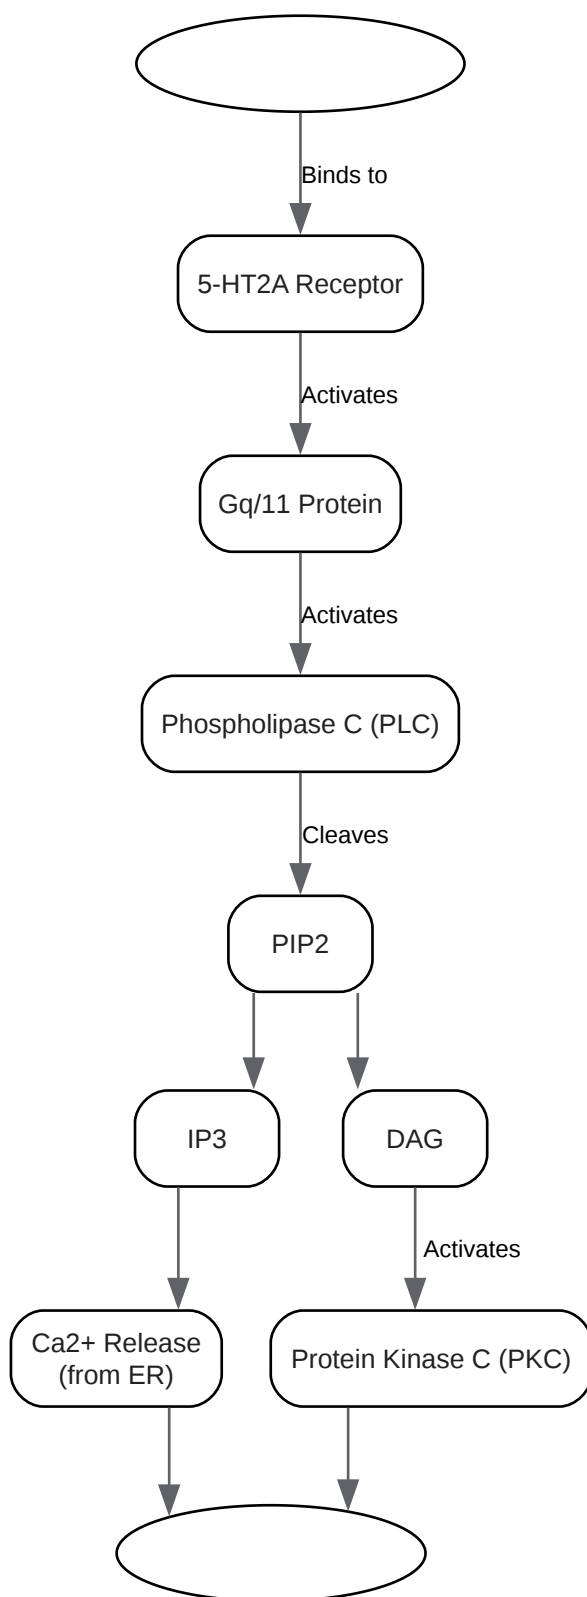 Binds to
5-HT2A Receptor
Activates
Gq/11 Protein
Activates
Phospholipase C (PLC)
Cleaves
PIP2
IP3
DAG
Activates
Ca2+ Release
(from ER)
Protein Kinase C (PKC)